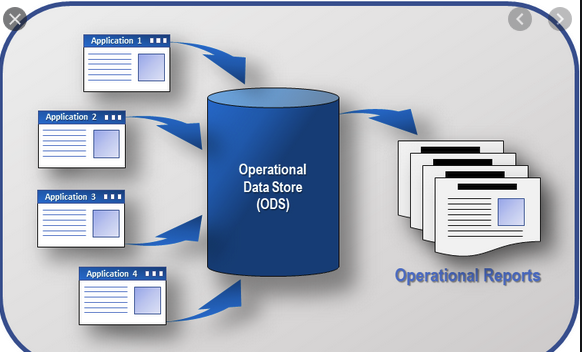 Application 1
Application 2
Application 3
Application 4
Operational
Data Store
(ODS)
Operational Reports